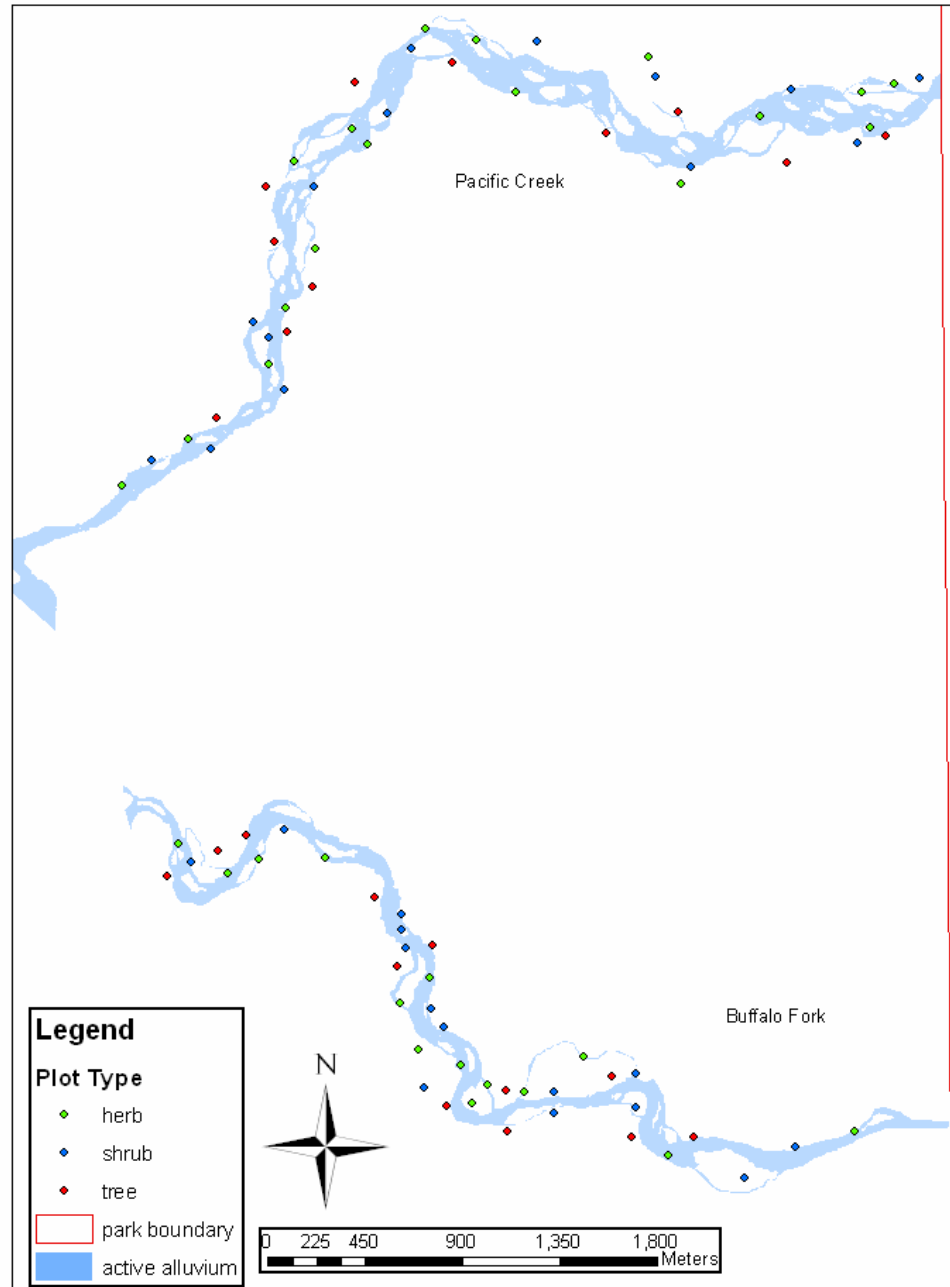 Pacific Creek
Buffalo Fork
Legend
Plot Type
herb
shrub
tree
park boundary
active alluvium
N
0 225 450 900 1,350 1,800
Meters